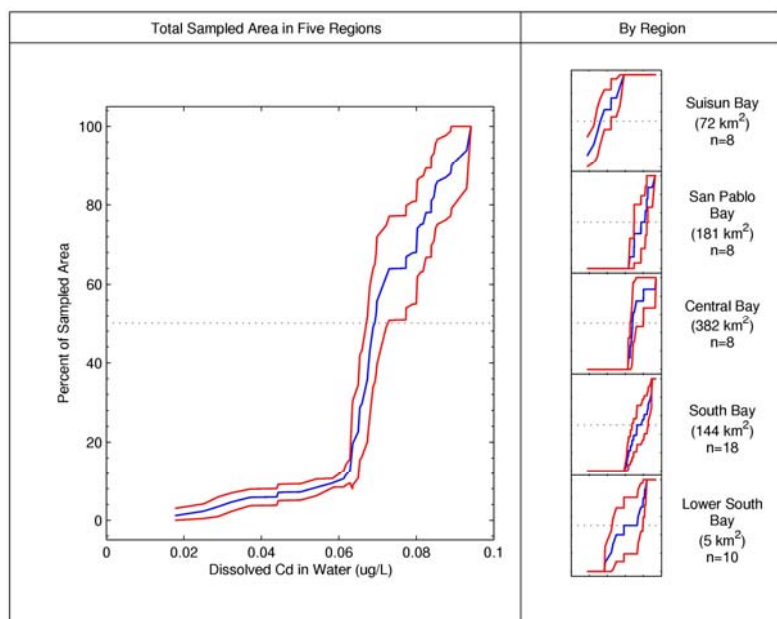 Total Sampled Area in Five Regions
By Region
Percent of Sampled Area
100
80
60
40
20
0
0
0.02
0.04
0.06
0.08
0.1
Dissolved Cd in Water (ug/L)
Suisun Bay
(72 km²)
n=8
San Pablo
Bay
(181 km²)
n=8
Central Bay
(382 km²)
n=8
South Bay
(144 km²)
n=18
Lower South
Bay
(5 km²)
n=10